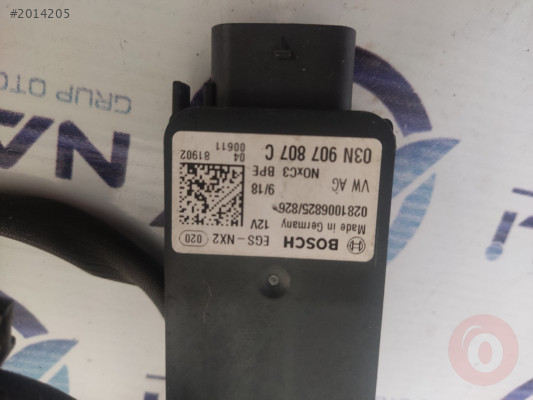 #2014205
BOSCH
EGS-NX2 020
Made in Germany 12V
0281006825/826
VW AG 9/18
NOxC3 BPE
03N 907 807 C
04 81902
00611
GRUP OTO
NA